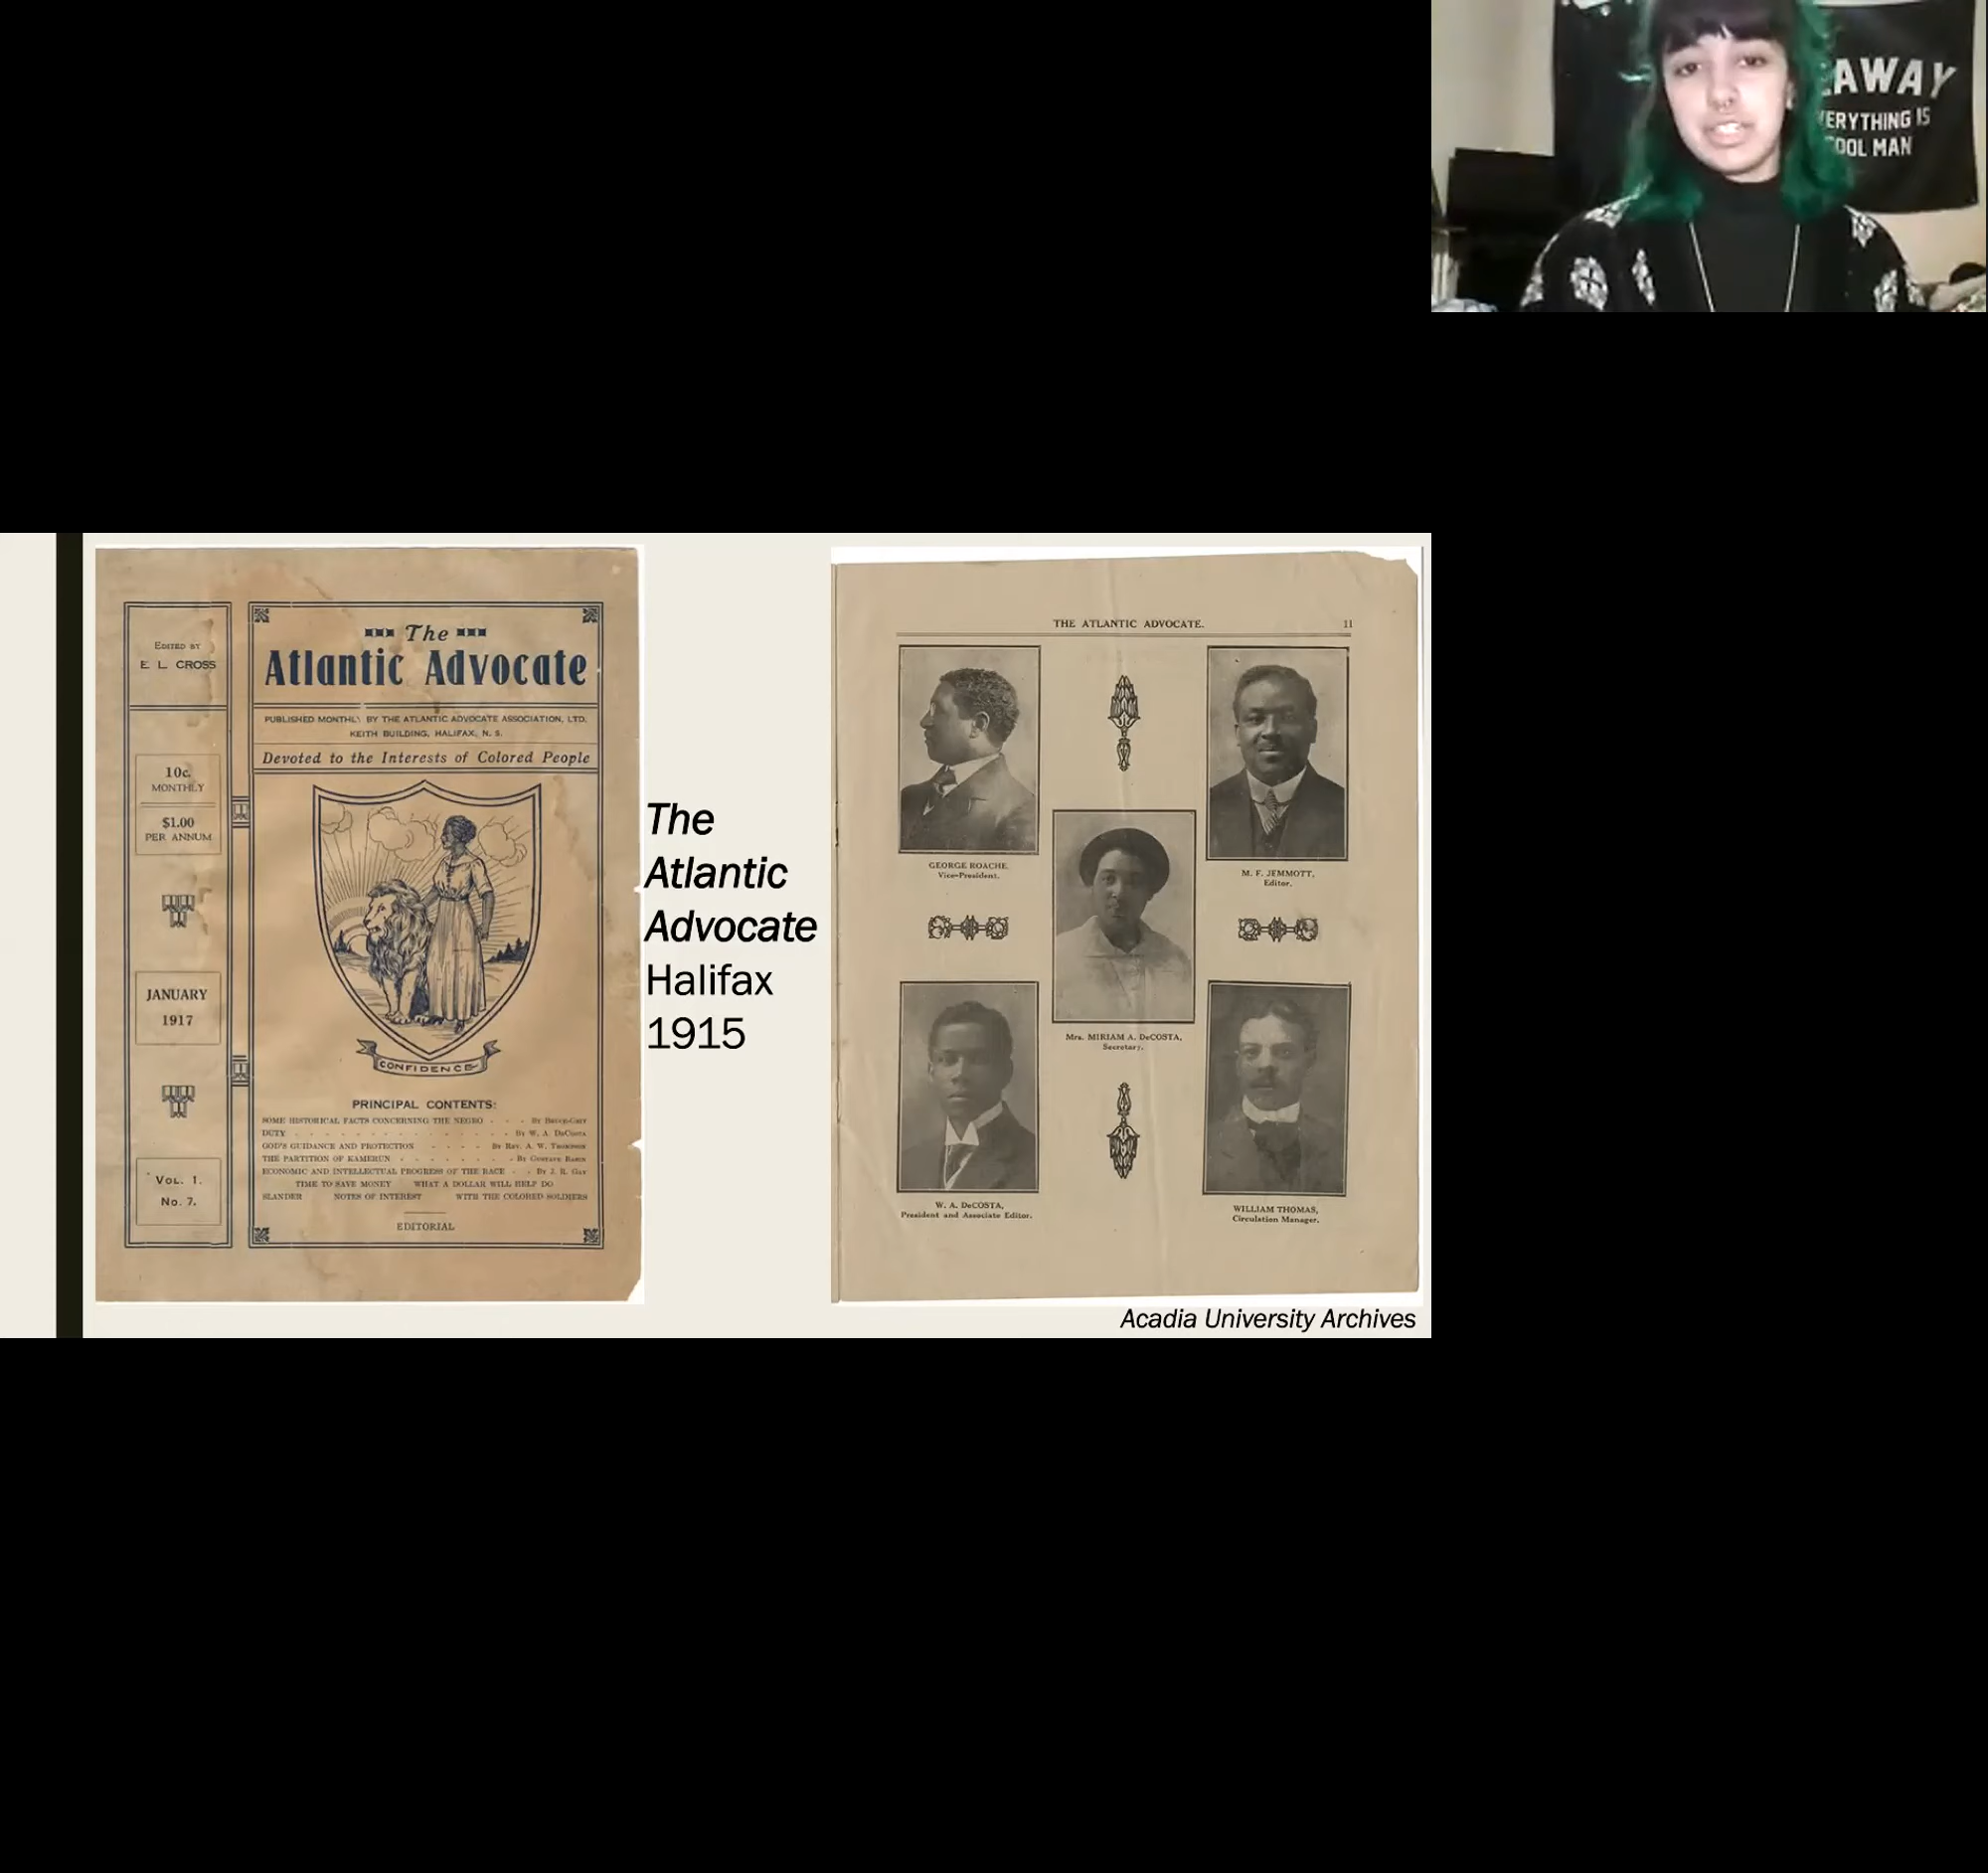 AWAY
VERYTHING IS
OOL MAN
EDITED BY
E. L. CROSS
10c.
MONTHLY
$1.00
PER ANNUM
JANUARY
1917
VOL. 1.
No. 7.
The
Atlantic Advocate
PUBLISHED MONTHLY BY THE ATLANTIC ADVOCATE ASSOCIATION, LTD.
KEITH BUILDING, HALIFAX, N. S.
Devoted to the Interests of Colored People
CONFIDENCE
PRINCIPAL CONTENTS:
SOME HISTORICAL FACTS CONCERNING THE NEGRO - - - BY
DUTY - - - BY W. A. DECOSTA
GOD'S GUIDANCE AND PROTECTION - - - - BY REV. A. W. THOMPSON
THE PARTITION OF KAMERUN - - - BY GUSTAVE
ECONOMIC AND INTELLECTUAL PROGRESS OF THE RACE - - BY J. R. GAY
TIME TO SAVE MONEY WHAT A DOLLAR WILL HELP DO
SLANDER NOTES OF INTEREST WITH THE COLORED SOLDIERS
EDITORIAL
The
Atlantic
Advocate
Halifax
1915
THE ATLANTIC ADVOCATE. 11
GEORGE ROACHE.
Vice-President.
M. F. JEMMOTT,
Editor.
Mrs. MIRIAM A. DeCOSTA,
Secretary.
W. A. DeCOSTA,
President and Associate Editor.
WILLIAM THOMAS,
Circulation Manager.
Acadia University Archives